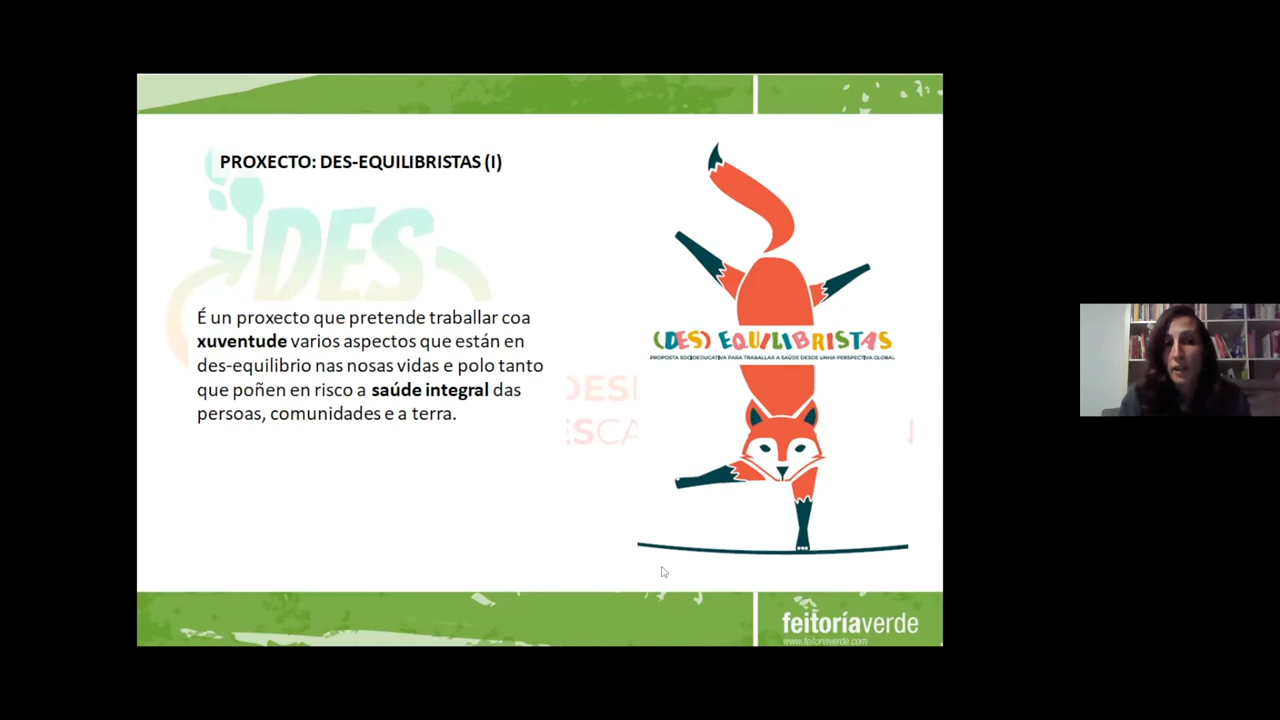 PROXECTO: DES-EQUILIBRISTAS (I)
DES
É un proxecto que pretende traballar coa
xuventude varios aspectos que están en
des-equilibrio nas nosas vidas e polo tanto
que poñen en risco a saúde integral das
persoas, comunidades e a terra.
(DES) EQUILIBRISTAS
PROPOSTA SOCIOEDUCATIVA PARA TRABALLAR A SAÚDE DESDE UNHA PERSPECTIVA GLOBAL
feitoríaverde
www.feitoriaverde.com